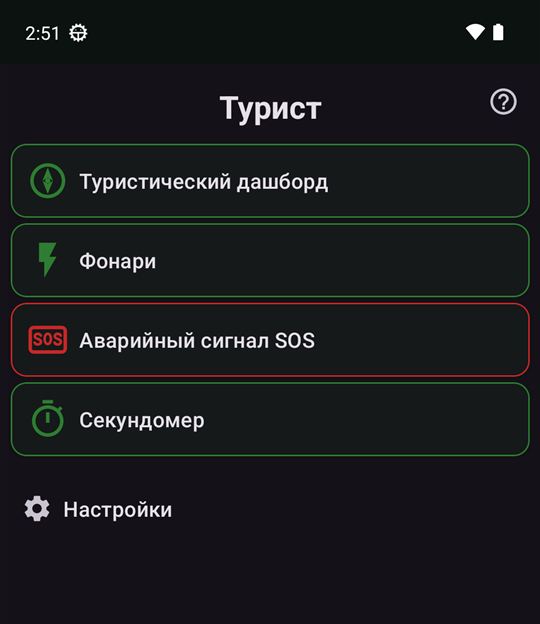 2:51
Турист
Туристический дашборд
Фонари
SOS
Аварийный сигнал SOS
Секундомер
Настройки